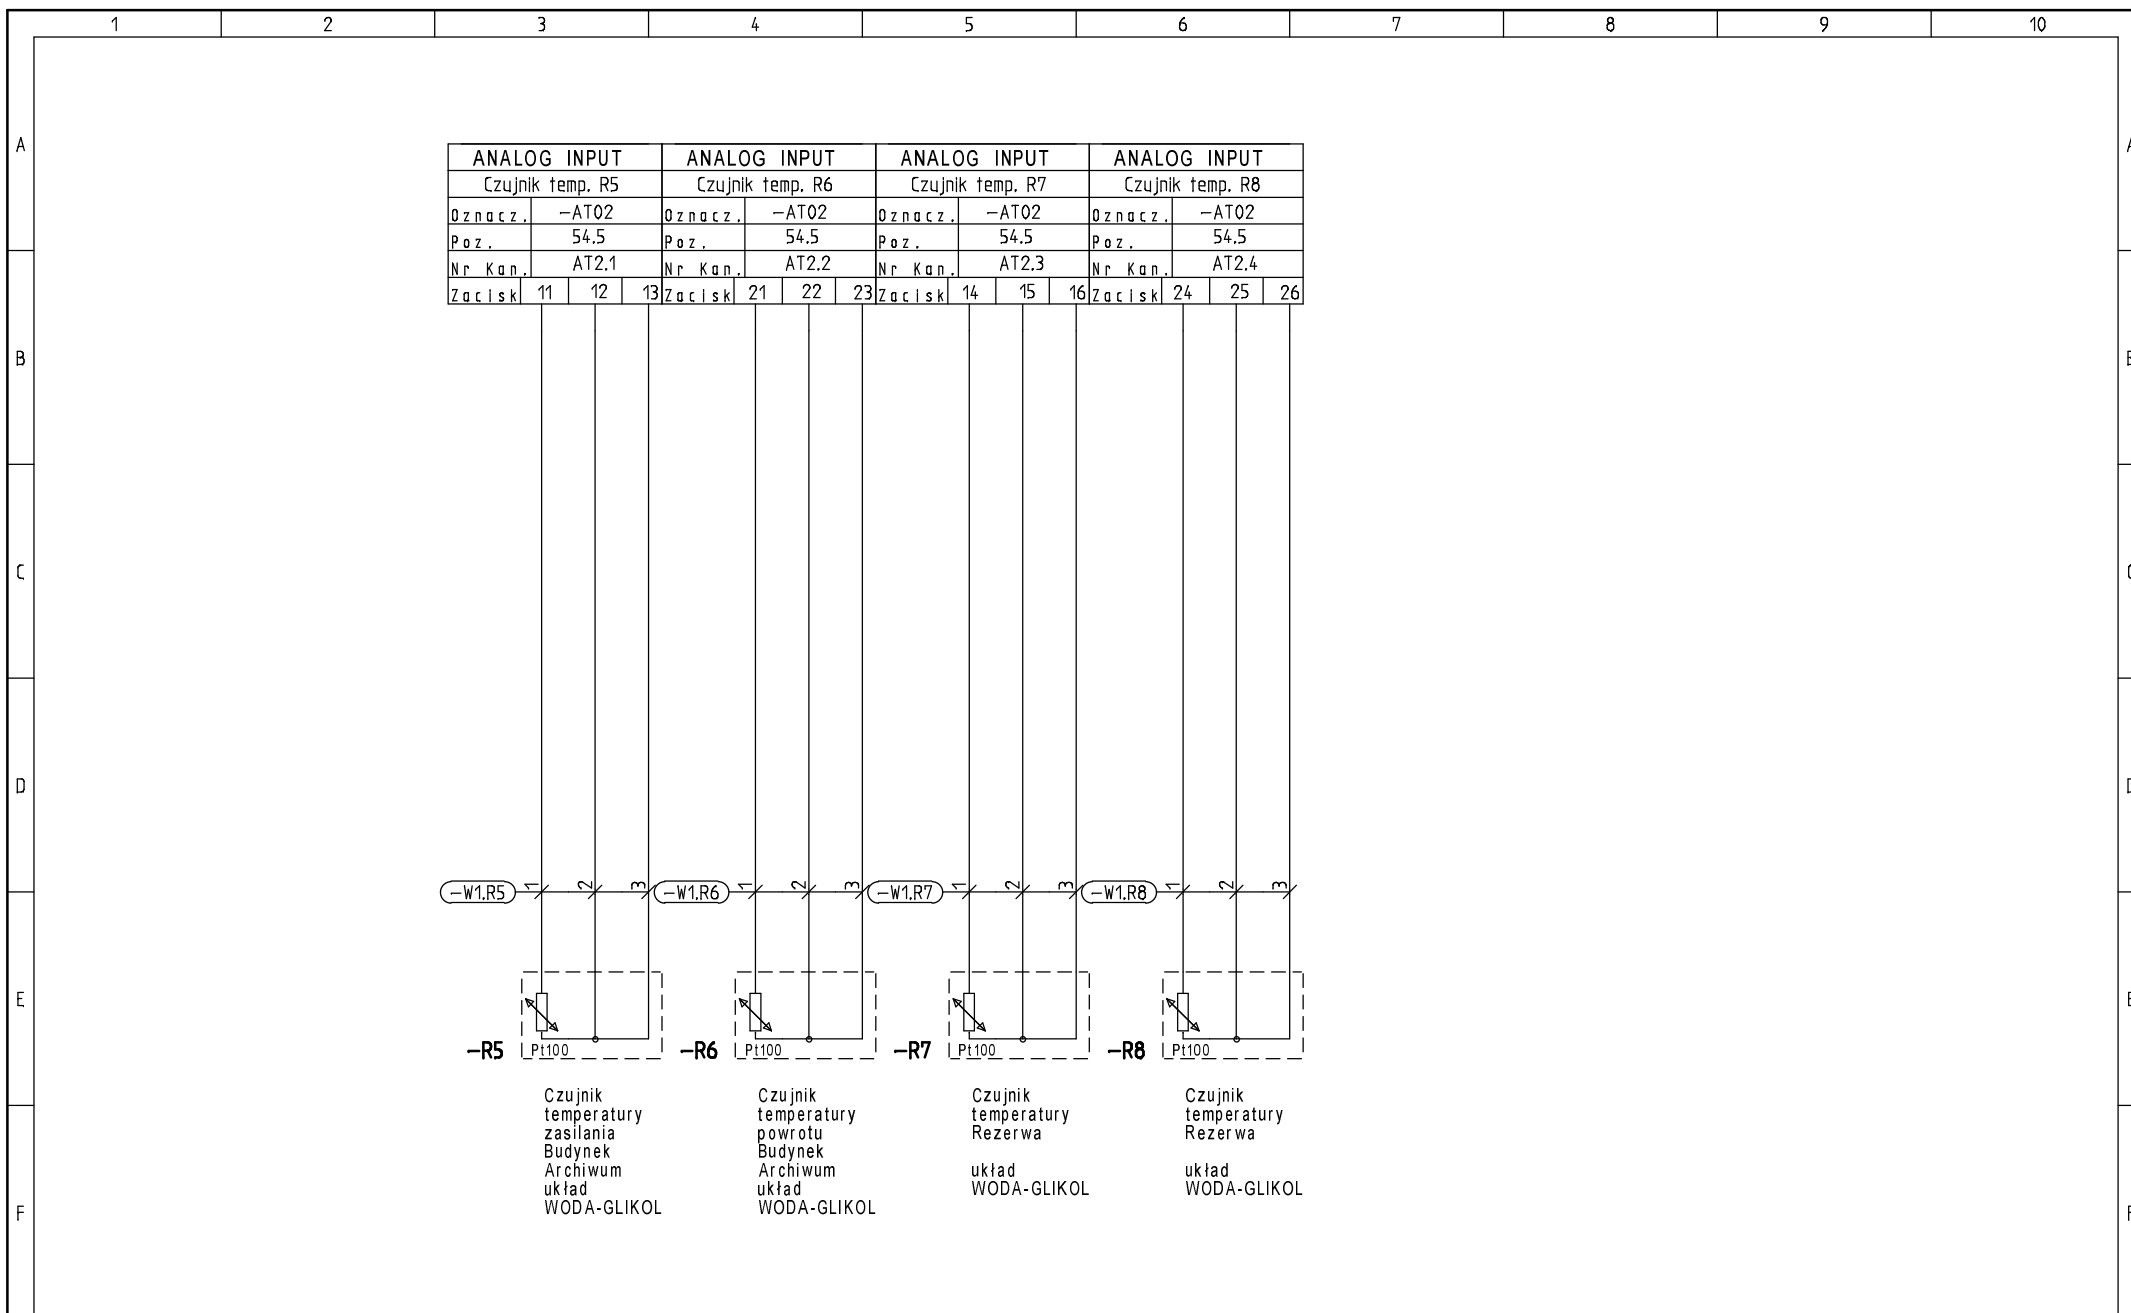 1 2 3 4 5 6 7 8 9 10
A A
ANALOG INPUT ANALOG INPUT ANALOG INPUT ANALOG INPUT
Czujnik temp. R5 Czujnik temp. R6 Czujnik temp. R7 Czujnik temp. R8
Oznacz. -AT02 Oznacz. -AT02 Oznacz. -AT02 Oznacz. -AT02
Poz. 54.5 Poz. 54.5 Poz. 54.5 Poz. 54.5
Nr Kan. AT2.1 Nr Kan. AT2.2 Nr Kan. AT2.3 Nr Kan. AT2.4
Zacisk 11 12 13 Zacisk 21 22 23 Zacisk 14 15 16 Zacisk 24 25 26
B B
C C
D D
-W1.R5 1 2 3 -W1.R6 1 2 3 -W1.R7 1 2 3 -W1.R8 1 2 3
E E
-R5 Pt100 -R6 Pt100 -R7 Pt100 -R8 Pt100
Czujnik
temperatury
zasilania
Budynek
Archiwum
układ
WODA-GLIKOL
Czujnik
temperatury
powrotu
Budynek
Archiwum
układ
WODA-GLIKOL
Czujnik
temperatury
Rezerwa
układ
WODA-GLIKOL
Czujnik
temperatury
Rezerwa
układ
WODA-GLIKOL
F F